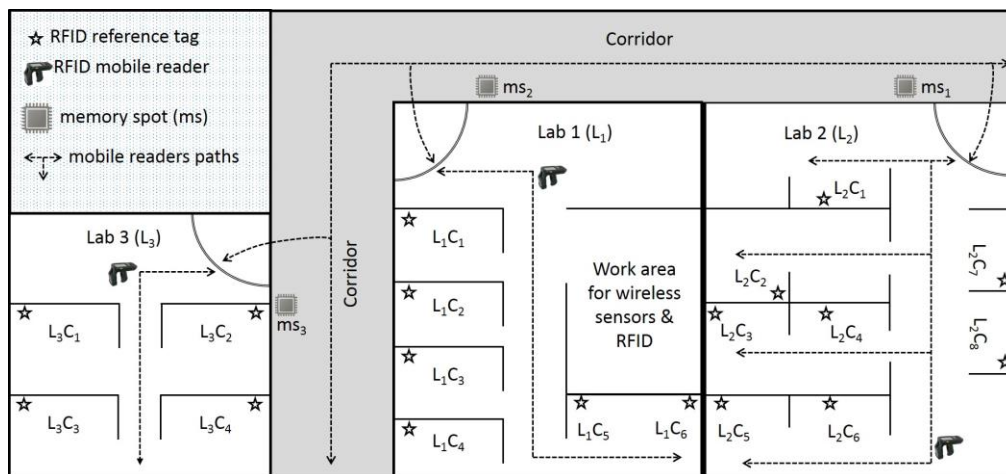 RFID reference tag
RFID mobile reader
memory spot (ms)
mobile readers paths
Corridor
ms₂
ms₁
Lab 1 (L₁)
Lab 2 (L₂)
L₂C₁
Lab 3 (L₃)
Corridor
L₁C₁
Work area
for wireless
sensors &
RFID
L₂C₂
L₂C₇
ms₃
L₁C₂
L₃C₁
L₃C₂
L₂C₃
L₂C₄
L₂C₈
L₁C₃
L₃C₃
L₃C₄
L₁C₄
L₁C₅
L₁C₆
L₂C₅
L₂C₆